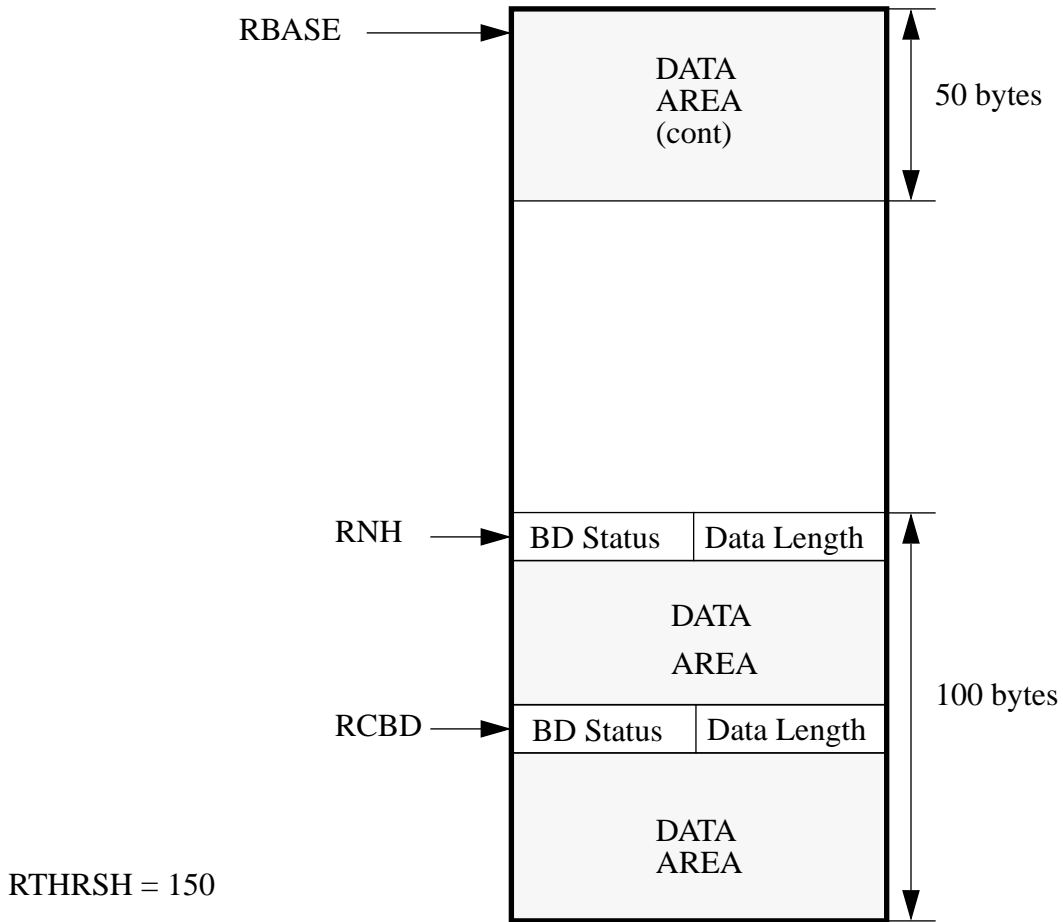 RBASE
DATA
AREA
(cont)
50 bytes
RNH
BD Status
Data Length
DATA
AREA
100 bytes
RCBD
BD Status
Data Length
DATA
AREA
RTHRSH = 150